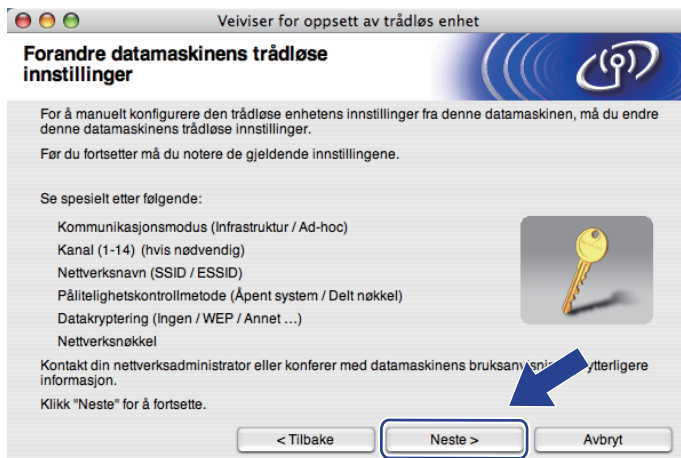 Veiviser for oppsett av trådløs enhet
Forandre datamaskinens trådløse
innstillinger
For å manuelt konfigurere den trådløse enhetens innstillinger fra denne datamaskinen, må du endre
denne datamaskinens trådløse innstillinger.
Før du fortsetter må du notere de gjeldende innstillingene.
Se spesielt etter følgende:
Kommunikasjonsmodus (Infrastruktur / Ad-hoc)
Kanal (1-14) (hvis nødvendig)
Nettverksnavn (SSID / ESSID)
Pålitelighetskontrollmetode (Åpent system / Delt nøkkel)
Datakryptering (Ingen / WEP / Annet ...)
Nettverksnøkkel
Kontakt din nettverksadministrator eller konferer med datamaskinens
informasjon.
Klikk "Neste" for å fortsette.
< Tilbake Neste > Avbryt